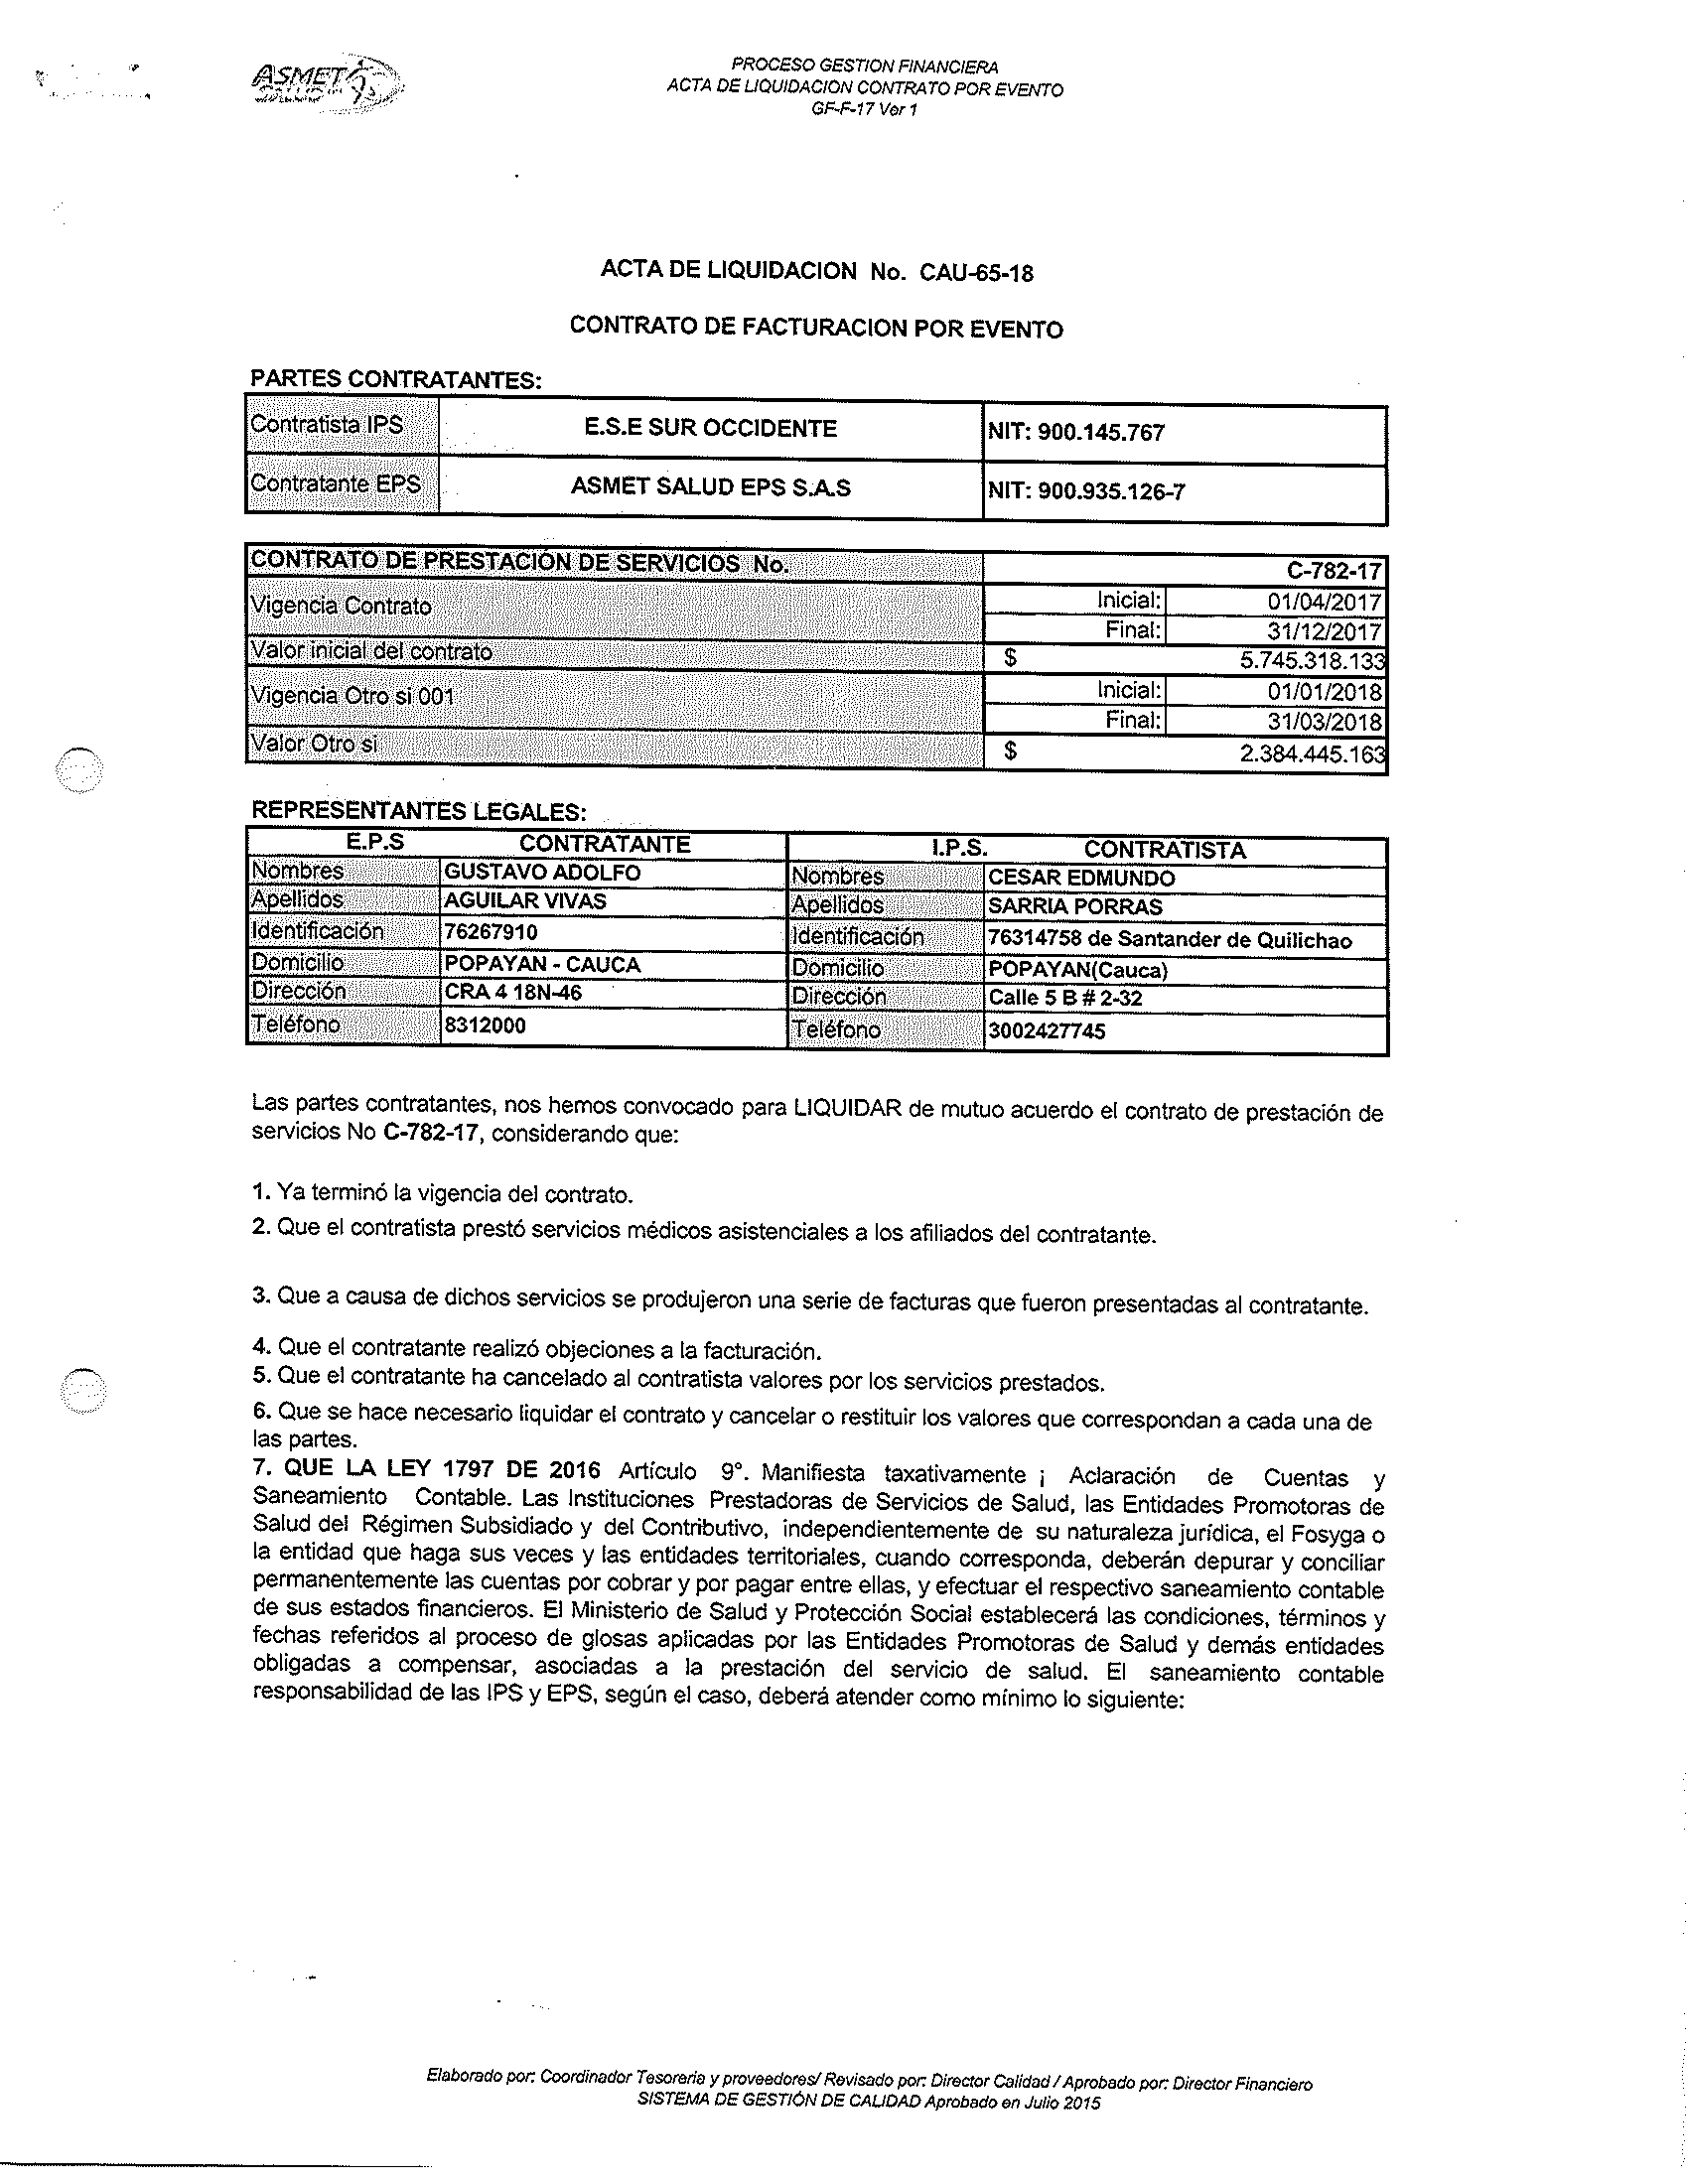 ASMET
SALUD
PROCESO GESTION FINANCIERA
ACTA DE LIQUIDACION CONTRATO POR EVENTO
GF-F-17 Ver 1
ACTA DE LIQUIDACION No. CAU-65-18
CONTRATO DE FACTURACION POR EVENTO
PARTES CONTRATANTES:
Contratista IPS E.S.E SUR OCCIDENTE NIT: 900.145.767
Contratante EPS ASMET SALUD EPS S.A.S NIT: 900.935.126-7
CONTRATO DE PRESTACIÓN DE SERVICIOS No. C-782-17
Vigencia Contrato Inicial: 01/04/2017
Final: 31/12/2017
Valor inicial del contrato $ 5.745.318.133
Vigencia Otro si 001 Inicial: 01/01/2018
Final: 31/03/2018
Valor Otro si $ 2.384.445.163
REPRESENTANTES LEGALES:
E.P.S CONTRATANTE I.P.S. CONTRATISTA
Nombres GUSTAVO ADOLFO Nombres CESAR EDMUNDO
Apellidos AGUILAR VIVAS Apellidos SARRIA PORRAS
Identificación 76267910 Identificación 76314758 de Santander de Quilichao
Domicilio POPAYAN - CAUCA Domicilio POPAYAN(Cauca)
Dirección CRA 4 18N-46 Dirección Calle 5 B # 2-32
Teléfono 8312000 Teléfono 3002427745
Las partes contratantes, nos hemos convocado para LIQUIDAR de mutuo acuerdo el contrato de prestación de
servicios No C-782-17, considerando que:
1. Ya terminó la vigencia del contrato.
2. Que el contratista prestó servicios médicos asistenciales a los afiliados del contratante.
3. Que a causa de dichos servicios se produjeron una serie de facturas que fueron presentadas al contratante.
4. Que el contratante realizó objeciones a la facturación.
5. Que el contratante ha cancelado al contratista valores por los servicios prestados.
6. Que se hace necesario liquidar el contrato y cancelar o restituir los valores que correspondan a cada una de
las partes.
7. QUE LA LEY 1797 DE 2016 Artículo 9°. Manifiesta taxativamente ¡ Aclaración de Cuentas y
Saneamiento Contable. Las Instituciones Prestadoras de Servicios de Salud, las Entidades Promotoras de
Salud del Régimen Subsidiado y del Contributivo, independientemente de su naturaleza jurídica, el Fosyga o
la entidad que haga sus veces y las entidades territoriales, cuando corresponda, deberán depurar y conciliar
permanentemente las cuentas por cobrar y por pagar entre ellas, y efectuar el respectivo saneamiento contable
de sus estados financieros. El Ministerio de Salud y Protección Social establecerá las condiciones, términos y
fechas referidos al proceso de glosas aplicadas por las Entidades Promotoras de Salud y demás entidades
obligadas a compensar, asociadas a la prestación del servicio de salud. El saneamiento contable
responsabilidad de las IPS y EPS, según el caso, deberá atender como mínimo lo siguiente:
Elaborado por: Coordinador Tesoreria y proveedores/ Revisado por: Director Calidad / Aprobado por: Director Financiero
SISTEMA DE GESTIÓN DE CALIDAD Aprobado en Julio 2015